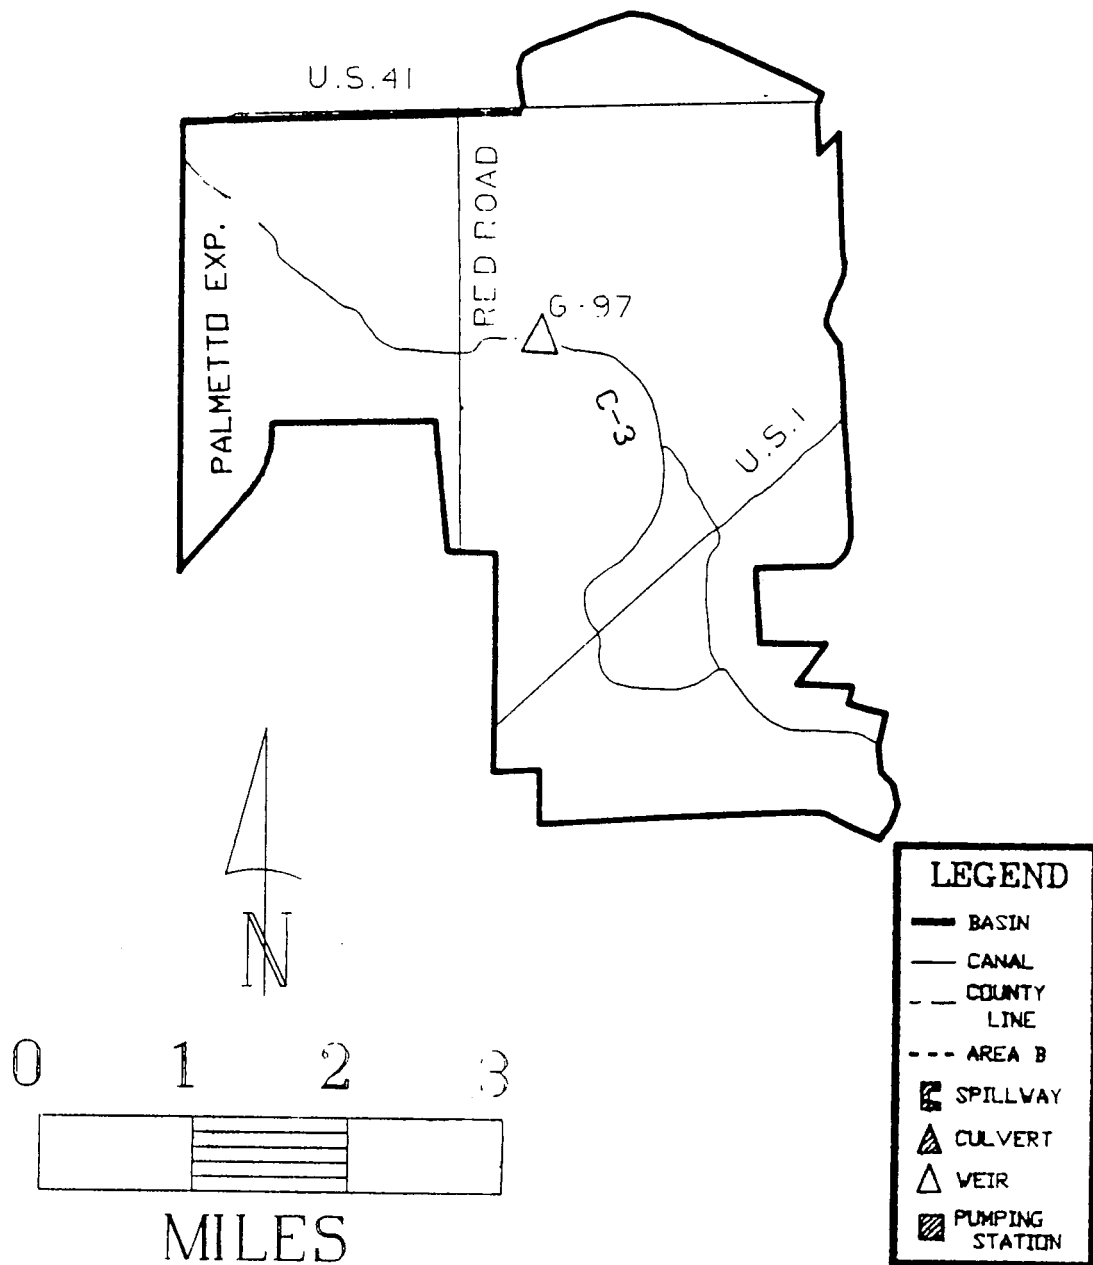 U.S.41
RED ROAD
PALMETTO EXP.
G-97
C-3
U.S.1
N
0 1 2 3
MILES
LEGEND
BASIN
CANAL
COUNTY
LINE
AREA B
SPILLWAY
CULVERT
WEIR
PUMPING
STATION